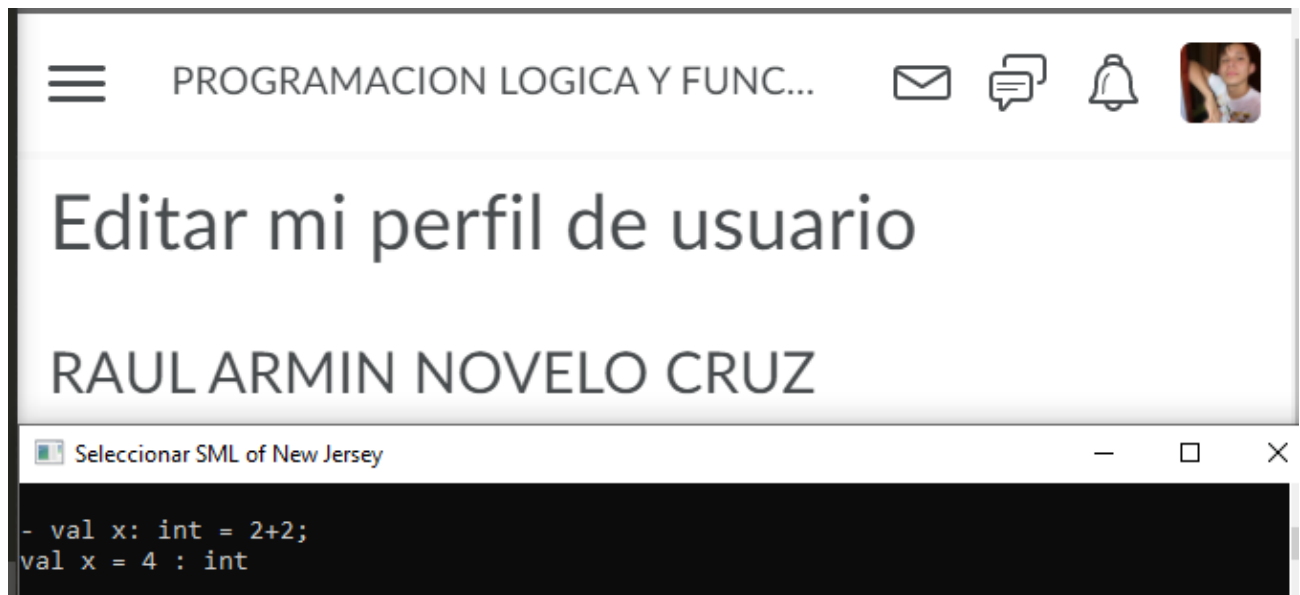 PROGRAMACION LOGICA Y FUNC...
Editar mi perfil de usuario
RAUL ARMIN NOVELO CRUZ
Seleccionar SML of New Jersey
- val x: int = 2+2;
val x = 4 : int